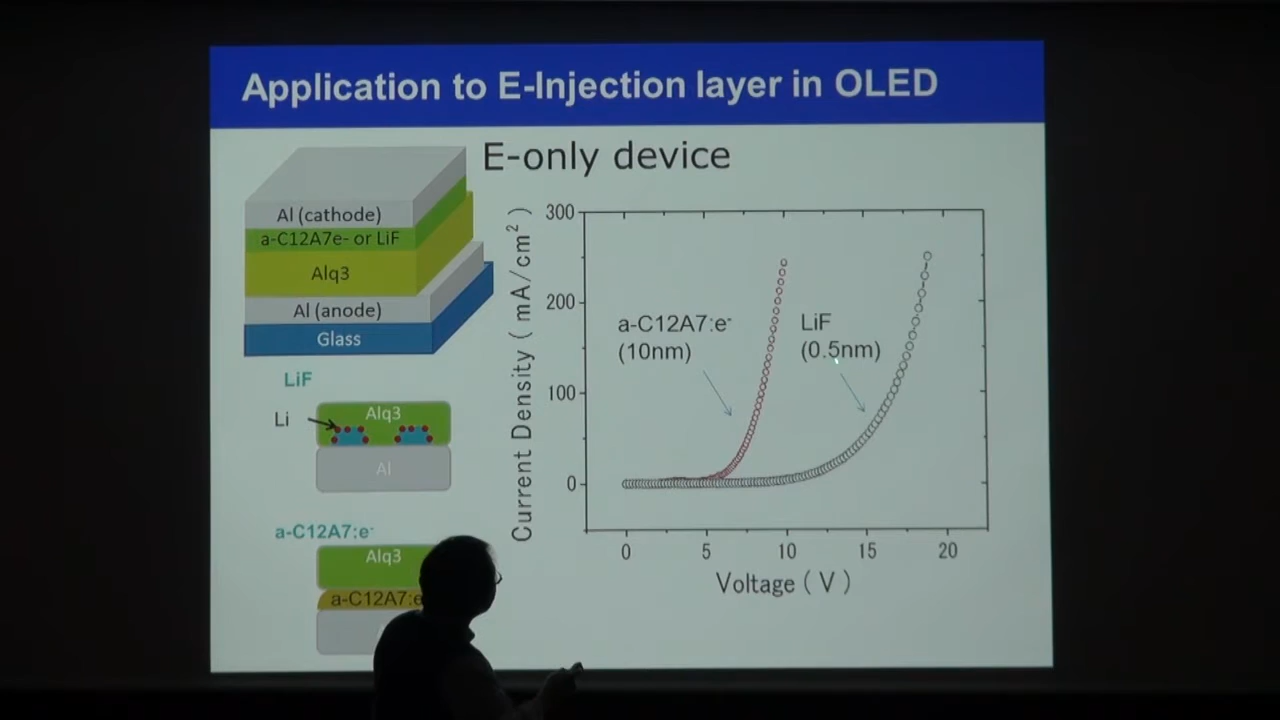 Application to E-Injection layer in OLED
E-only device
Al (cathode)
a-C12A7e- or LiF
Alq3
Al (anode)
Glass
LiF
Li
Alq3
Al
a-C12A7:e-
Alq3
a-C12A7:e
Current Density ( mA/cm2 )
300
200
100
0
a-C12A7:e-
(10nm)
LiF
(0.5nm)
0 5 10 15 20
Voltage ( V )